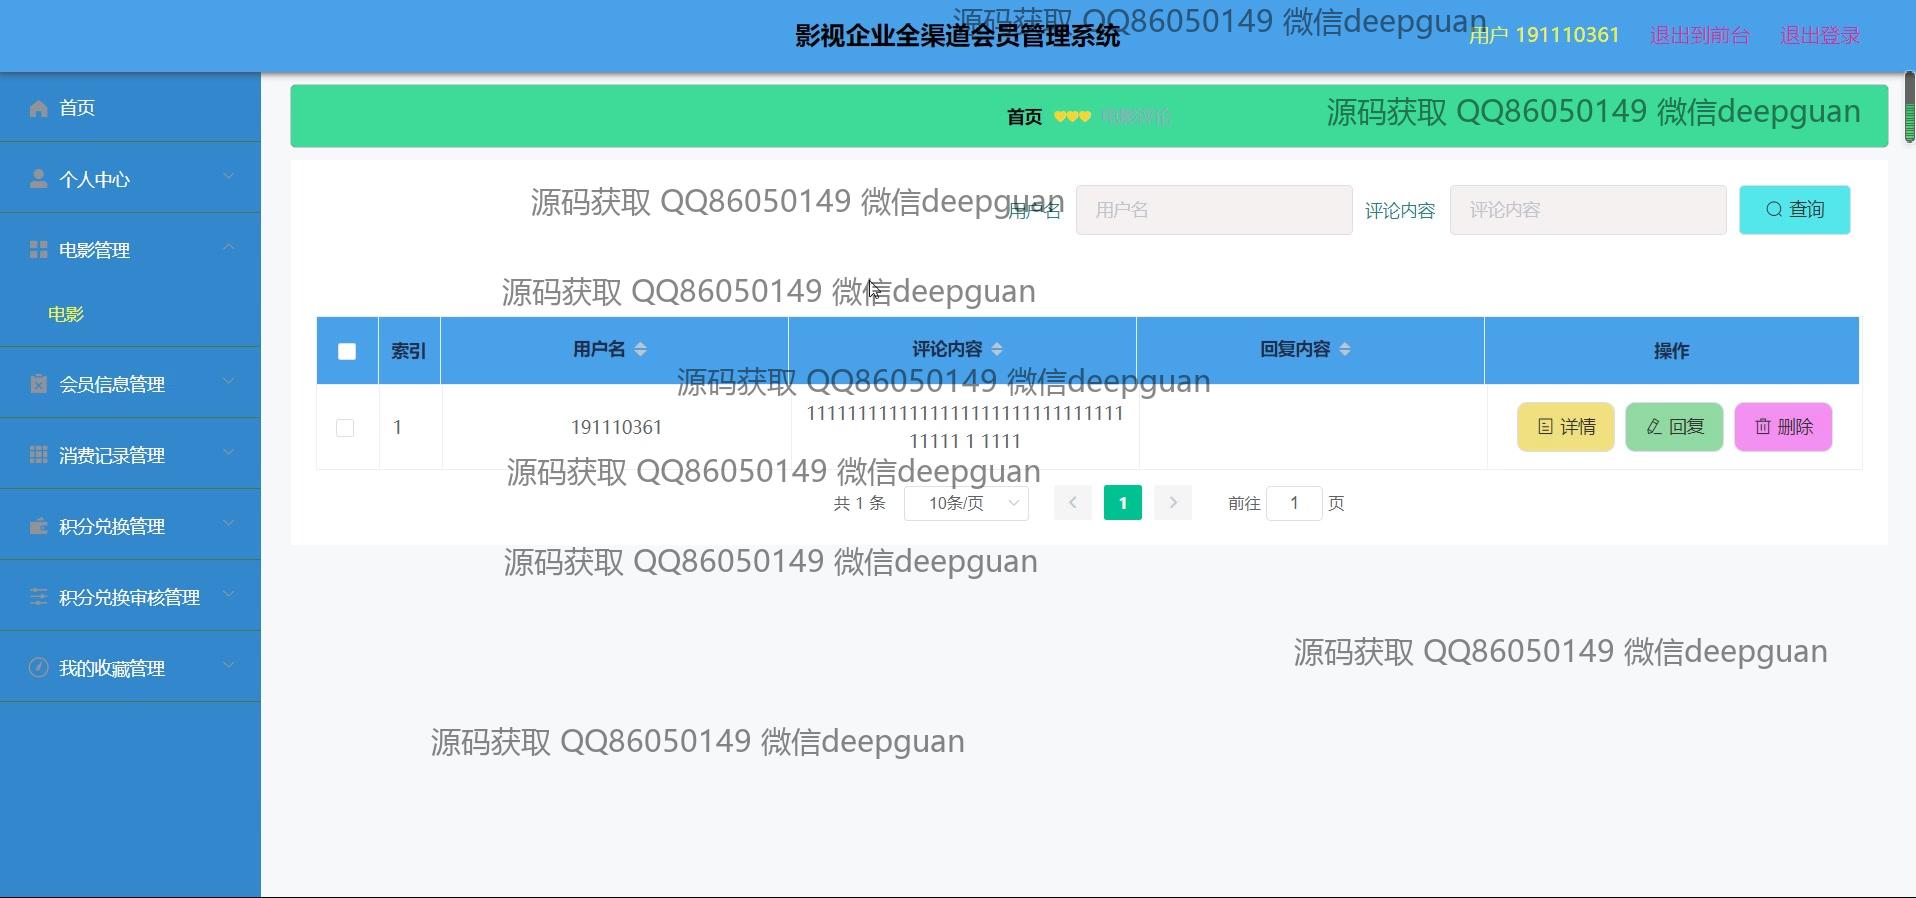 影视企业全渠道会员管理系统
源码获取 QQ86050149 微信deepguan
用户 191110361 退出到前台 退出登录
首页
个人中心
电影管理
电影
会员信息管理
消费记录管理
积分兑换管理
积分兑换审核管理
我的收藏管理
首页 电影评论
源码获取 QQ86050149 微信deepguan
源码获取 QQ86050149 微信deepguan
用户名 用户名 评论内容 评论内容 查询
源码获取 QQ86050149 微信deepguan
索引 用户名 评论内容 回复内容 操作
源码获取 QQ86050149 微信deepguan
1 191110361 详情 回复 删除
11111 1 1111
源码获取 QQ86050149 微信deepguan
共 1 条 10条/页 1 前往 1 页
源码获取 QQ86050149 微信deepguan
源码获取 QQ86050149 微信deepguan
源码获取 QQ86050149 微信deepguan